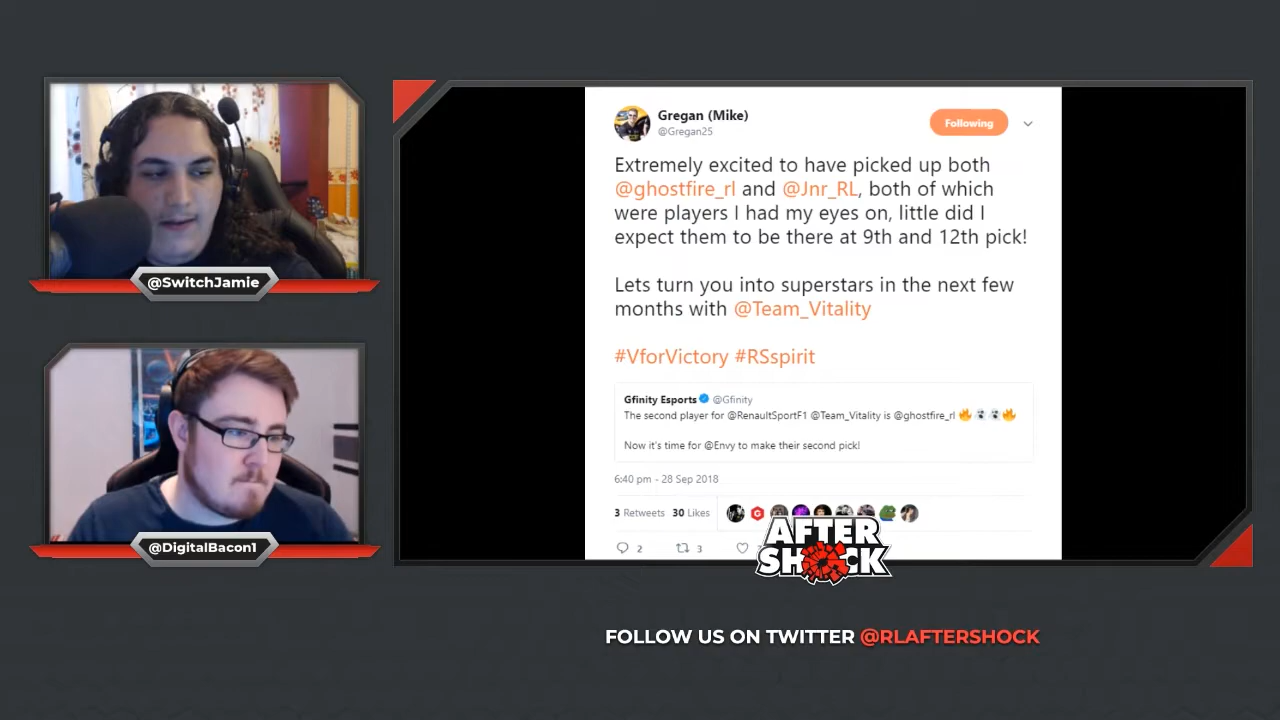 @SwitchJamie
@DigitalBacon1
Gregan (Mike)
@Gregan25
Following
Extremely excited to have picked up both
@ghostfire_rl and @Jnr_RL, both of which
were players I had my eyes on, little did I
expect them to be there at 9th and 12th pick!
Lets turn you into superstars in the next few
months with @Team_Vitality
#VforVictory #RSspirit
Gfinity Esports @Gfinity
The second player for @RenaultSportF1 @Team_Vitality is @ghostfire_rl 🔥👻👻🔥
Now it's time for @Envy to make their second pick!
6:40 pm - 28 Sep 2018
3 Retweets 30 Likes
2 3
AFTER
SHOCK
FOLLOW US ON TWITTER @RLAFTERSHOCK